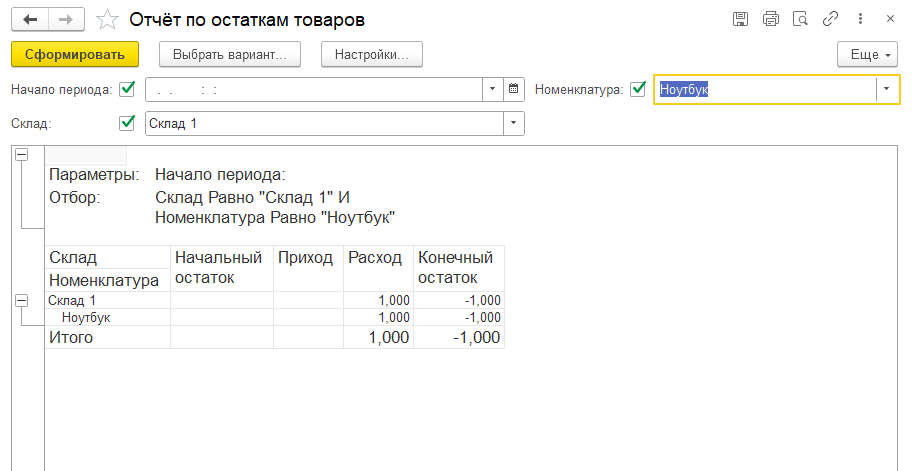 Отчёт по остаткам товаров
Сформировать Выбрать вариант... Настройки... Еще
Начало периода: . . : : Номенклатура: Ноутбук
Склад: Склад 1
Параметры: Начало периода:
Отбор: Склад Равно "Склад 1" И
Номенклатура Равно "Ноутбук"
Склад Начальный Приход Расход Конечный
Номенклатура остаток остаток
Склад 1 1,000 -1,000
Ноутбук 1,000 -1,000
Итого 1,000 -1,000